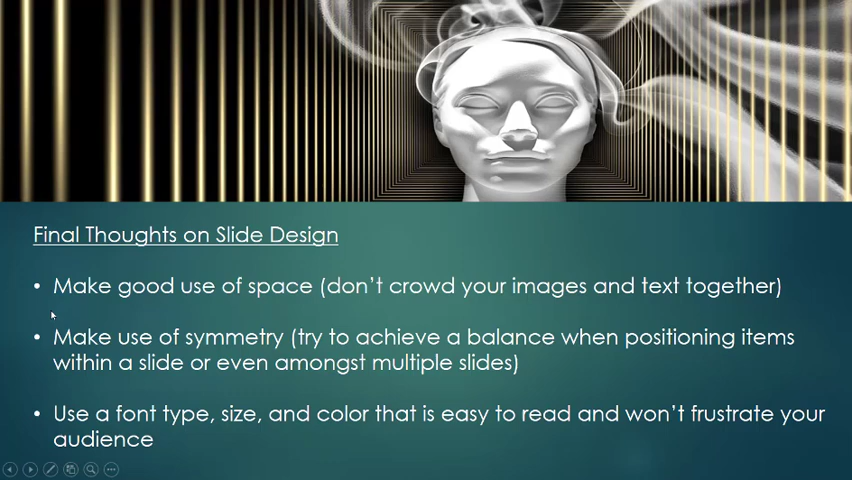 Final Thoughts on Slide Design
• Make good use of space (don't crowd your images and text together)
• Make use of symmetry (try to achieve a balance when positioning items
within a slide or even amongst multiple slides)
• Use a font type, size, and color that is easy to read and won't frustrate your
audience